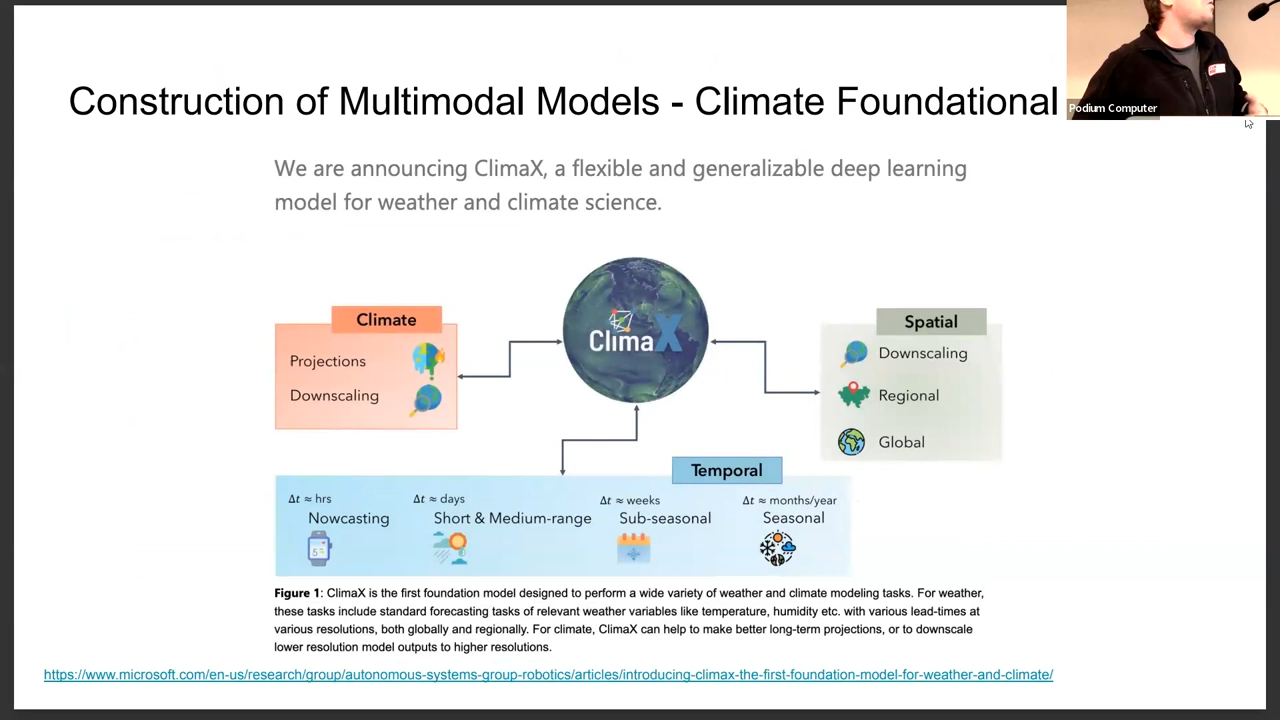 Construction of Multimodal Models - Climate Foundational
Podium Computer
We are announcing ClimaX, a flexible and generalizable deep learning
model for weather and climate science.
ClimaX
Climate
Projections
Downscaling
Spatial
Downscaling
Regional
Global
Temporal
Δt ≈ hrs
Nowcasting
Δt ≈ days
Short & Medium-range
Δt ≈ weeks
Sub-seasonal
Δt ≈ months/year
Seasonal
Figure 1: ClimaX is the first foundation model designed to perform a wide variety of weather and climate modeling tasks. For weather,
these tasks include standard forecasting tasks of relevant weather variables like temperature, humidity etc. with various lead-times at
various resolutions, both globally and regionally. For climate, ClimaX can help to make better long-term projections, or to downscale
lower resolution model outputs to higher resolutions.
https://www.microsoft.com/en-us/research/group/autonomous-systems-group-robotics/articles/introducing-climax-the-first-foundation-model-for-weather-and-climate/